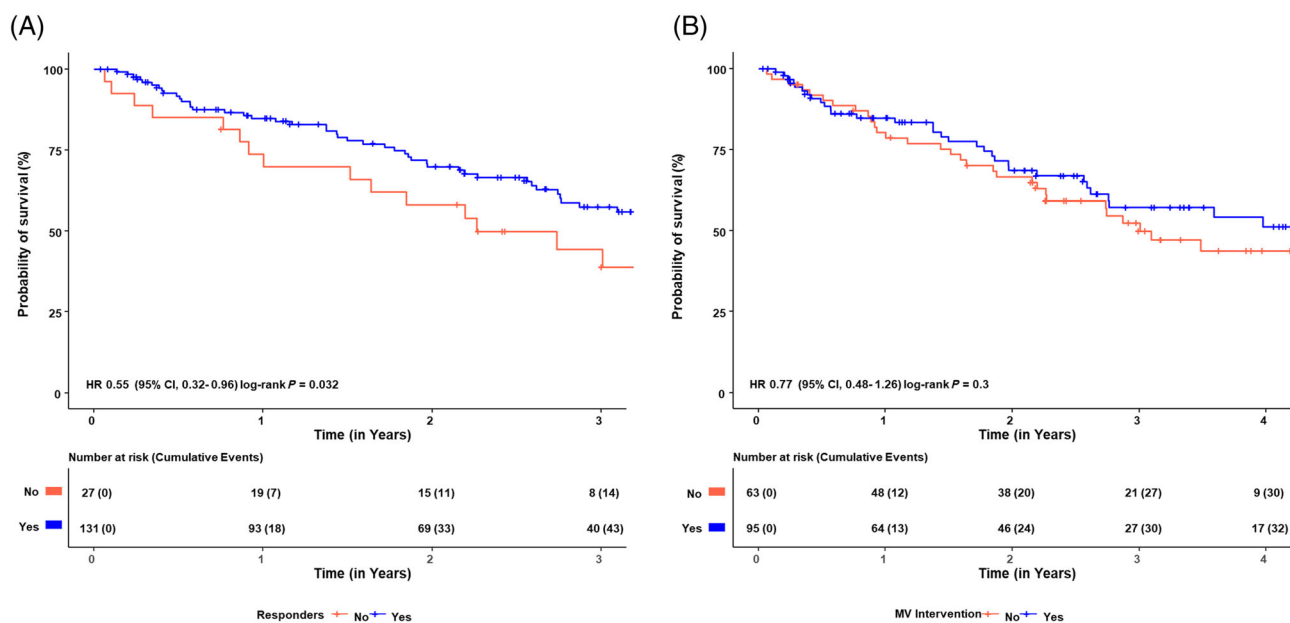 (A)
100
75
50
25
0
Probability of survival (%)
HR 0.55 (95% CI, 0.32-0.96) log-rank P = 0.032
0 1 2 3
Time (in Years)
Number at risk (Cumulative Events)
No 27 (0) 19 (7) 15 (11) 8 (14)
Yes 131 (0) 93 (18) 69 (33) 40 (43)
0 1 2 3
Time (in Years)
Responders No Yes
(B)
100
75
50
25
0
Probability of survival (%)
HR 0.77 (95% CI, 0.48-1.26) log-rank P = 0.3
0 1 2 3 4
Time (in Years)
Number at risk (Cumulative Events)
No 63 (0) 48 (12) 38 (20) 21 (27) 9 (30)
Yes 95 (0) 64 (13) 46 (24) 27 (30) 17 (32)
0 1 2 3 4
Time (in Years)
MV Intervention No Yes